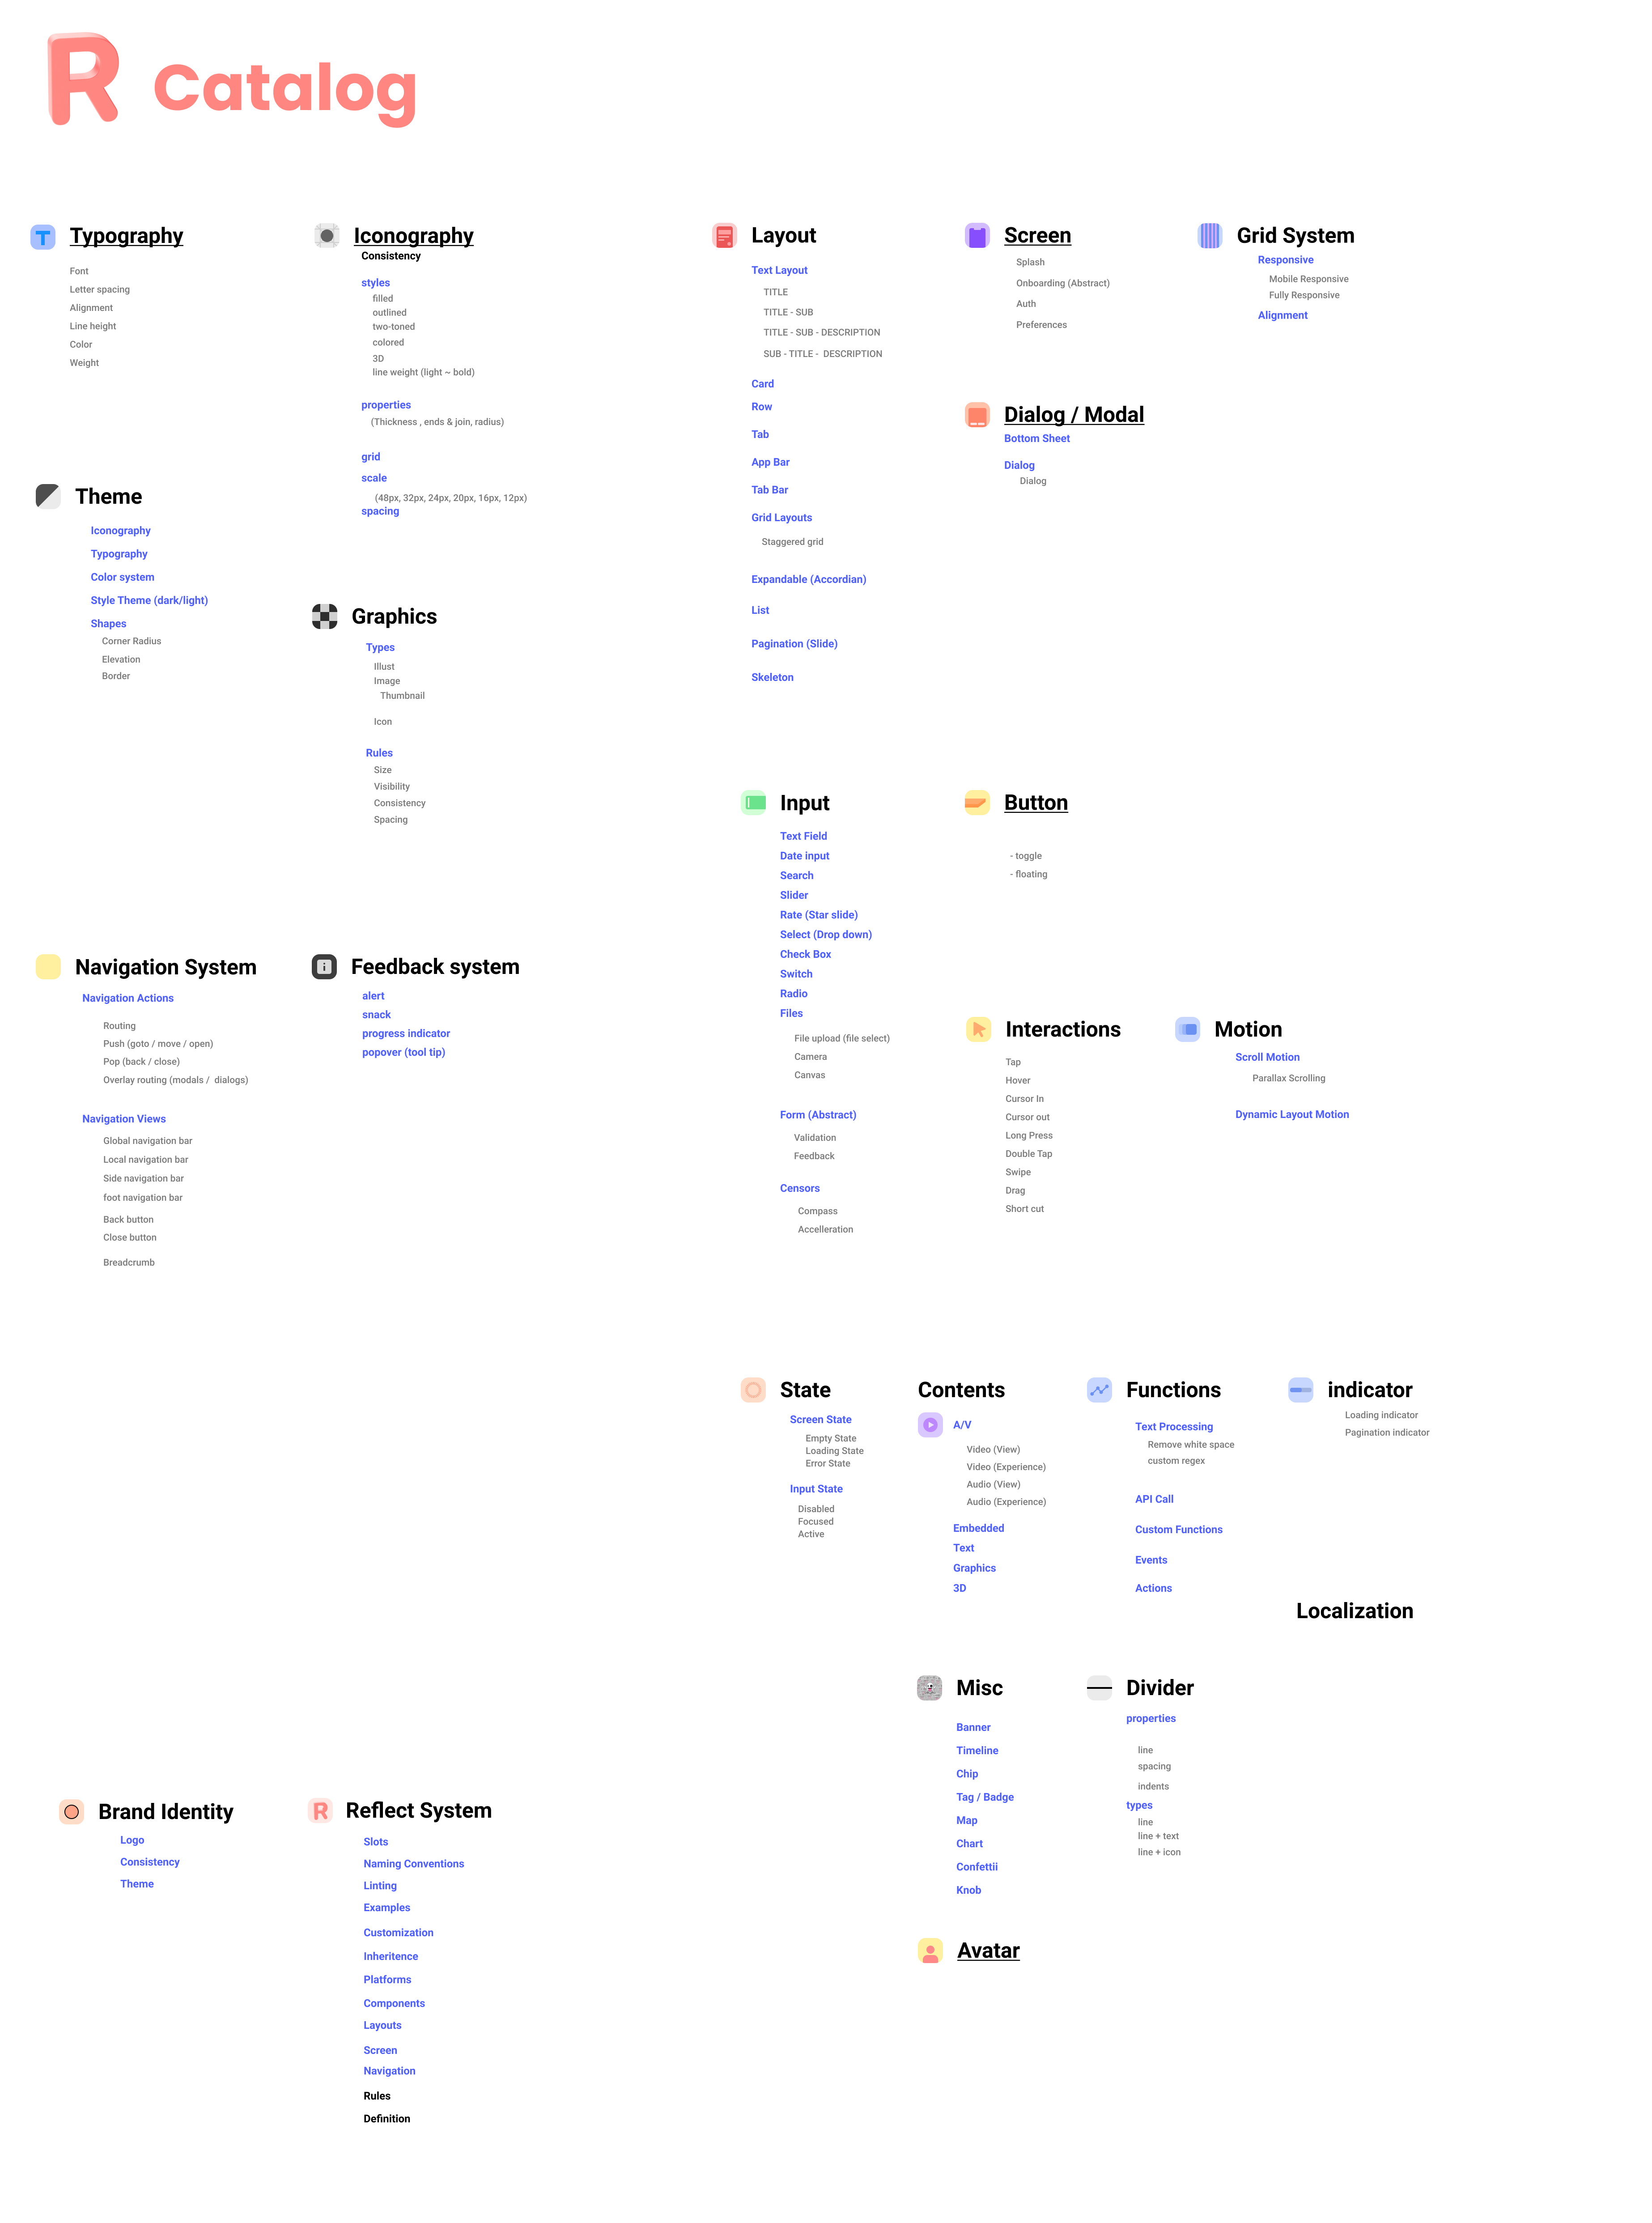 R Catalog
Typography
Font
Letter spacing
Alignment
Line height
Color
Weight
Iconography
Consistency
styles
filled
outlined
two-toned
colored
3D
line weight (light ~ bold)
properties
(Thickness , ends & join, radius)
grid
scale
(48px, 32px, 24px, 20px, 16px, 12px)
spacing
Theme
Iconography
Typography
Color system
Style Theme (dark/light)
Shapes
Corner Radius
Elevation
Border
Graphics
Types
Illust
Image
Thumbnail
Icon
Rules
Size
Visibility
Consistency
Spacing
Navigation System
Navigation Actions
Routing
Push (goto / move / open)
Pop (back / close)
Overlay routing (modals / dialogs)
Navigation Views
Global navigation bar
Local navigation bar
Side navigation bar
foot navigation bar
Back button
Close button
Breadcrumb
Feedback system
alert
snack
progress indicator
popover (tool tip)
Layout
Text Layout
TITLE
TITLE - SUB
TITLE - SUB - DESCRIPTION
SUB - TITLE - DESCRIPTION
Card
Row
Tab
App Bar
Tab Bar
Grid Layouts
Staggered grid
Expandable (Accordian)
List
Pagination (Slide)
Skeleton
Screen
Splash
Onboarding (Abstract)
Auth
Preferences
Grid System
Responsive
Mobile Responsive
Fully Responsive
Alignment
Dialog / Modal
Bottom Sheet
Dialog
Dialog
Input
Text Field
Date input
Search
Slider
Rate (Star slide)
Select (Drop down)
Check Box
Switch
Radio
Files
File upload (file select)
Camera
Canvas
Form (Abstract)
Validation
Feedback
Censors
Compass
Accelleration
Button
- toggle
- floating
Interactions
Tap
Hover
Cursor In
Cursor out
Long Press
Double Tap
Swipe
Drag
Short cut
Motion
Scroll Motion
Parallax Scrolling
Dynamic Layout Motion
State
Screen State
Empty State
Loading State
Error State
Input State
Disabled
Focused
Active
Contents
A/V
Video (View)
Video (Experience)
Audio (View)
Audio (Experience)
Embedded
Text
Graphics
3D
Functions
Text Processing
Remove white space
custom regex
API Call
Custom Functions
Events
Actions
indicator
Loading indicator
Pagination indicator
Localization
Misc
Banner
Timeline
Chip
Tag / Badge
Map
Chart
Confettii
Knob
Divider
properties
line
spacing
indents
types
line
line + text
line + icon
Avatar
Brand Identity
Logo
Consistency
Theme
Reflect System
Slots
Naming Conventions
Linting
Examples
Customization
Inheritence
Platforms
Components
Layouts
Screen
Navigation
Rules
Definition